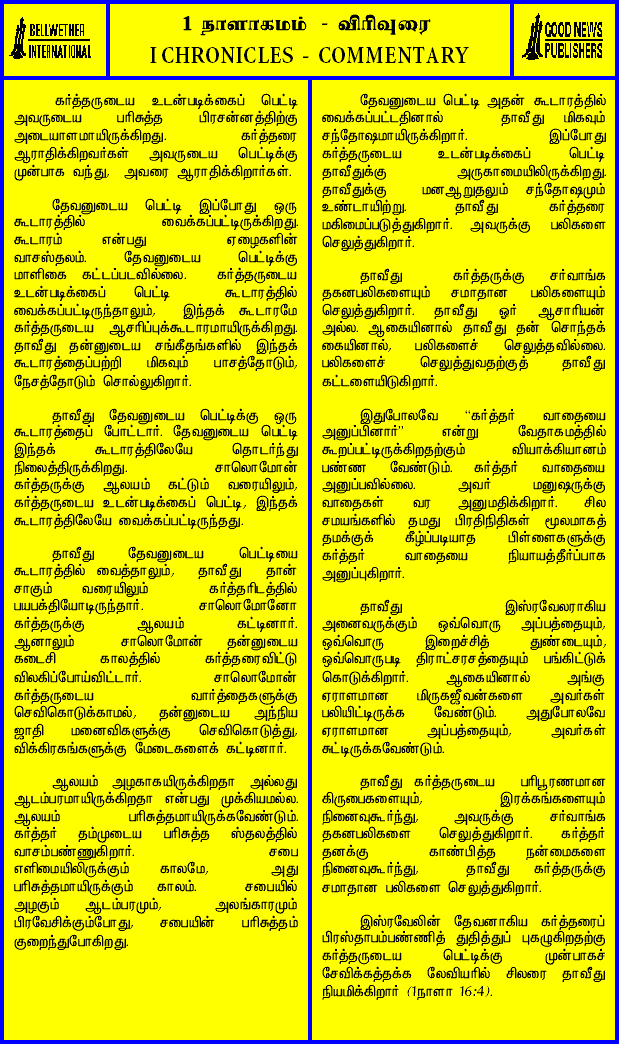 BELLWETHER
INTERNATIONAL
1 நாளாகமம் - விரிவுரை
I CHRONICLES - COMMENTARY
GOOD NEWS
PUBLISHERS
கர்த்தருடைய உடன்படிக்கைப் பெட்டி
அவருடைய பரிசுத்த பிரசன்னத்திற்கு
அடையாளமாயிருக்கிறது. கர்த்தரை
ஆராதிக்கிறவர்கள் அவருடைய பெட்டிக்கு
முன்பாக வந்து, அவரை ஆராதிக்கிறார்கள்.
தேவனுடைய பெட்டி இப்போது ஒரு
கூடாரத்தில் வைக்கப்பட்டிருக்கிறது.
கூடாரம் என்பது ஏழைகளின்
வாசஸ்தலம். தேவனுடைய பெட்டிக்கு
மாளிகை கட்டப்படவில்லை. கர்த்தருடைய
உடன்படிக்கைப் பெட்டி கூடாரத்தில்
வைக்கப்பட்டிருந்தாலும், இந்தக் கூடாரமே
கர்த்தருடைய ஆசரிப்புக்கூடாரமாயிருக்கிறது.
தாவீது தன்னுடைய சங்கீதங்களில் இந்தக்
கூடாரத்தைப்பற்றி மிகவும் பாசத்தோடும்,
நேசத்தோடும் சொல்லுகிறார்.
தாவீது தேவனுடைய பெட்டிக்கு ஒரு
கூடாரத்தைப் போட்டார். தேவனுடைய பெட்டி
இந்தக் கூடாரத்திலேயே தொடர்ந்து
நிலைத்திருக்கிறது. சாலொமோன்
கர்த்தருக்கு ஆலயம் கட்டும் வரையிலும்,
கர்த்தருடைய உடன்படிக்கைப் பெட்டி, இந்தக்
கூடாரத்திலேயே வைக்கப்பட்டிருந்தது.
தாவீது தேவனுடைய பெட்டியை
கூடாரத்தில் வைத்தாலும், தாவீது தான்
சாகும் வரையிலும் கர்த்தரிடத்தில்
பயபக்தியோடிருந்தார். சாலொமோனோ
கர்த்தருக்கு ஆலயம் கட்டினார்.
ஆனாலும் சாலொமோன் தன்னுடைய
கடைசி காலத்தில் கர்த்தரைவிட்டு
விலகிப்போய்விட்டார். சாலொமோன்
கர்த்தருடைய வார்த்தைகளுக்கு
செவிகொடுக்காமல், தன்னுடைய அந்நிய
ஜாதி மனைவிகளுக்கு செவிகொடுத்து,
விக்கிரகங்களுக்கு மேடைகளைக் கட்டினார்.
ஆலயம் அழகாகயிருக்கிறதா அல்லது
ஆடம்பரமாயிருக்கிறதா என்பது முக்கியமல்ல.
ஆலயம் பரிசுத்தமாயிருக்கவேண்டும்.
கர்த்தர் தம்முடைய பரிசுத்த ஸ்தலத்தில்
வாசம்பண்ணுகிறார். சபை
எளிமையிலிருக்கும் காலமே, அது
பரிசுத்தமாயிருக்கும் காலம். சபையில்
அழகும் ஆடம்பரமும், அலங்காரமும்
பிரவேசிக்கும்போது, சபையின் பரிசுத்தம்
குறைந்துபோகிறது.
தேவனுடைய பெட்டி அதன் கூடாரத்தில்
வைக்கப்பட்டதினால் தாவீது மிகவும்
சந்தோஷமாயிருக்கிறார். இப்போது
கர்த்தருடைய உடன்படிக்கைப் பெட்டி
தாவீதுக்கு அருகாமையிலிருக்கிறது.
தாவீதுக்கு மனஆறுதலும் சந்தோஷமும்
உண்டாயிற்று. தாவீது கர்த்தரை
மகிமைப்படுத்துகிறார். அவருக்கு பலிகளை
செலுத்துகிறார்.
தாவீது கர்த்தருக்கு சர்வாங்க
தகனபலிகளையும் சமாதான பலிகளையும்
செலுத்துகிறார். தாவீது ஓர் ஆசாரியன்
அல்ல. ஆகையினால் தாவீது தன் சொந்தக்
கையினால், பலிகளைச் செலுத்தவில்லை.
பலிகளைச் செலுத்துவதற்குத் தாவீது
கட்டளையிடுகிறார்.
இதுபோலவே “கர்த்தர் வாதையை
அனுப்பினார்” என்று வேதாகமத்தில்
கூறப்பட்டிருக்கிறதற்கும் வியாக்கியானம்
பண்ண வேண்டும். கர்த்தர் வாதையை
அனுப்பவில்லை. அவர் மனுஷருக்கு
வாதைகள் வர அனுமதிக்கிறார். சில
சமயங்களில் தமது பிரதிநிதிகள் மூலமாகத்
தமக்குக் கீழ்ப்படியாத பிள்ளைகளுக்கு
கர்த்தர் வாதையை நியாயத்தீர்ப்பாக
அனுப்புகிறார்.
தாவீது இஸ்ரவேலராகிய
அனைவருக்கும் ஒவ்வொரு அப்பத்தையும்,
ஒவ்வொரு இறைச்சித் துண்டையும்,
ஒவ்வொருபடி திராட்சரசத்தையும் பங்கிட்டுக்
கொடுக்கிறார். ஆகையினால் அங்கு
ஏராளமான மிருகஜீவன்களை அவர்கள்
பலியிட்டிருக்க வேண்டும். அதுபோலவே
ஏராளமான அப்பத்தையும், அவர்கள்
சுட்டிருக்கவேண்டும்.
தாவீது கர்த்தருடைய பரிபூரணமான
கிருபைகளையும், இரக்கங்களையும்
நினைவுகூர்ந்து, அவருக்கு சர்வாங்க
தகனபலிகளை செலுத்துகிறார். கர்த்தர்
தனக்கு காண்பித்த நன்மைகளை
நினைவுகூர்ந்து, தாவீது கர்த்தருக்கு
சமாதான பலிகளை செலுத்துகிறார்.
இஸ்ரவேலின் தேவனாகிய கர்த்தரைப்
பிரஸ்தாபம்பண்ணித் துதித்துப் புகழுகிறதற்கு
கர்த்தருடைய பெட்டிக்கு முன்பாகச்
சேவிக்கத்தக்க லேவியரில் சிலரை தாவீது
நியமிக்கிறார் (1நாளா 16:4).